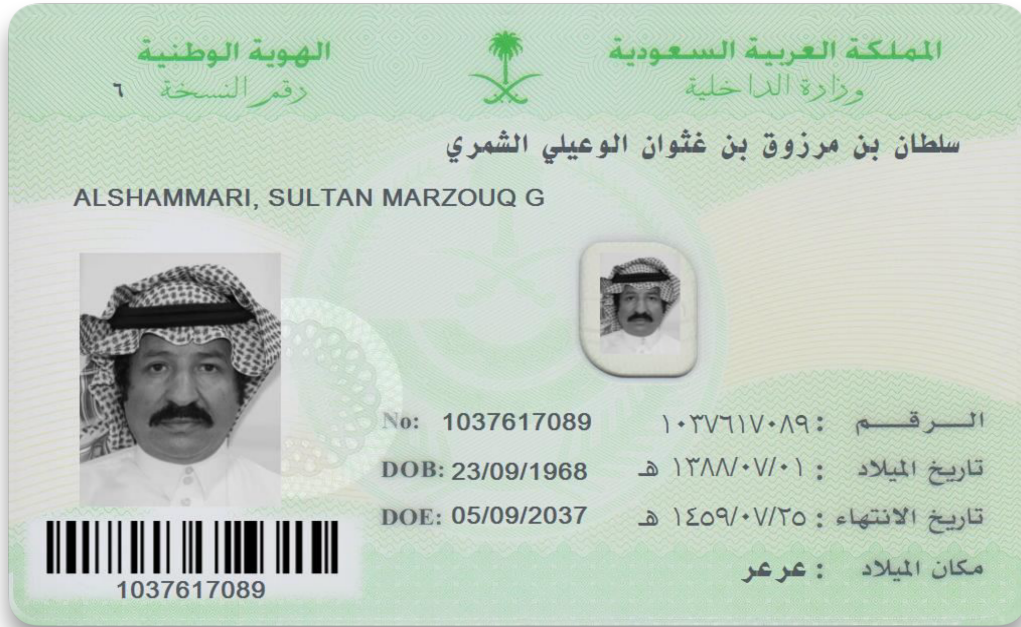 المملكة العربية السعودية
وزارة الداخلية
الهوية الوطنية
رقم النسخة ٦
سلطان بن مرزوق بن غثوان الوعيلي الشمري
ALSHAMMARI, SULTAN MARZOUQ G
الـــرقـــم : ١٠٣٧٦١٧٠٨٩ No: 1037617089
تاريخ الميلاد : ١٣٨٨/٠٧/٠١ هـ DOB: 23/09/1968
تاريخ الانتهاء : ١٤٥٩/٠٧/٢٥ هـ DOE: 05/09/2037
مكان الميلاد : عرعر
1037617089